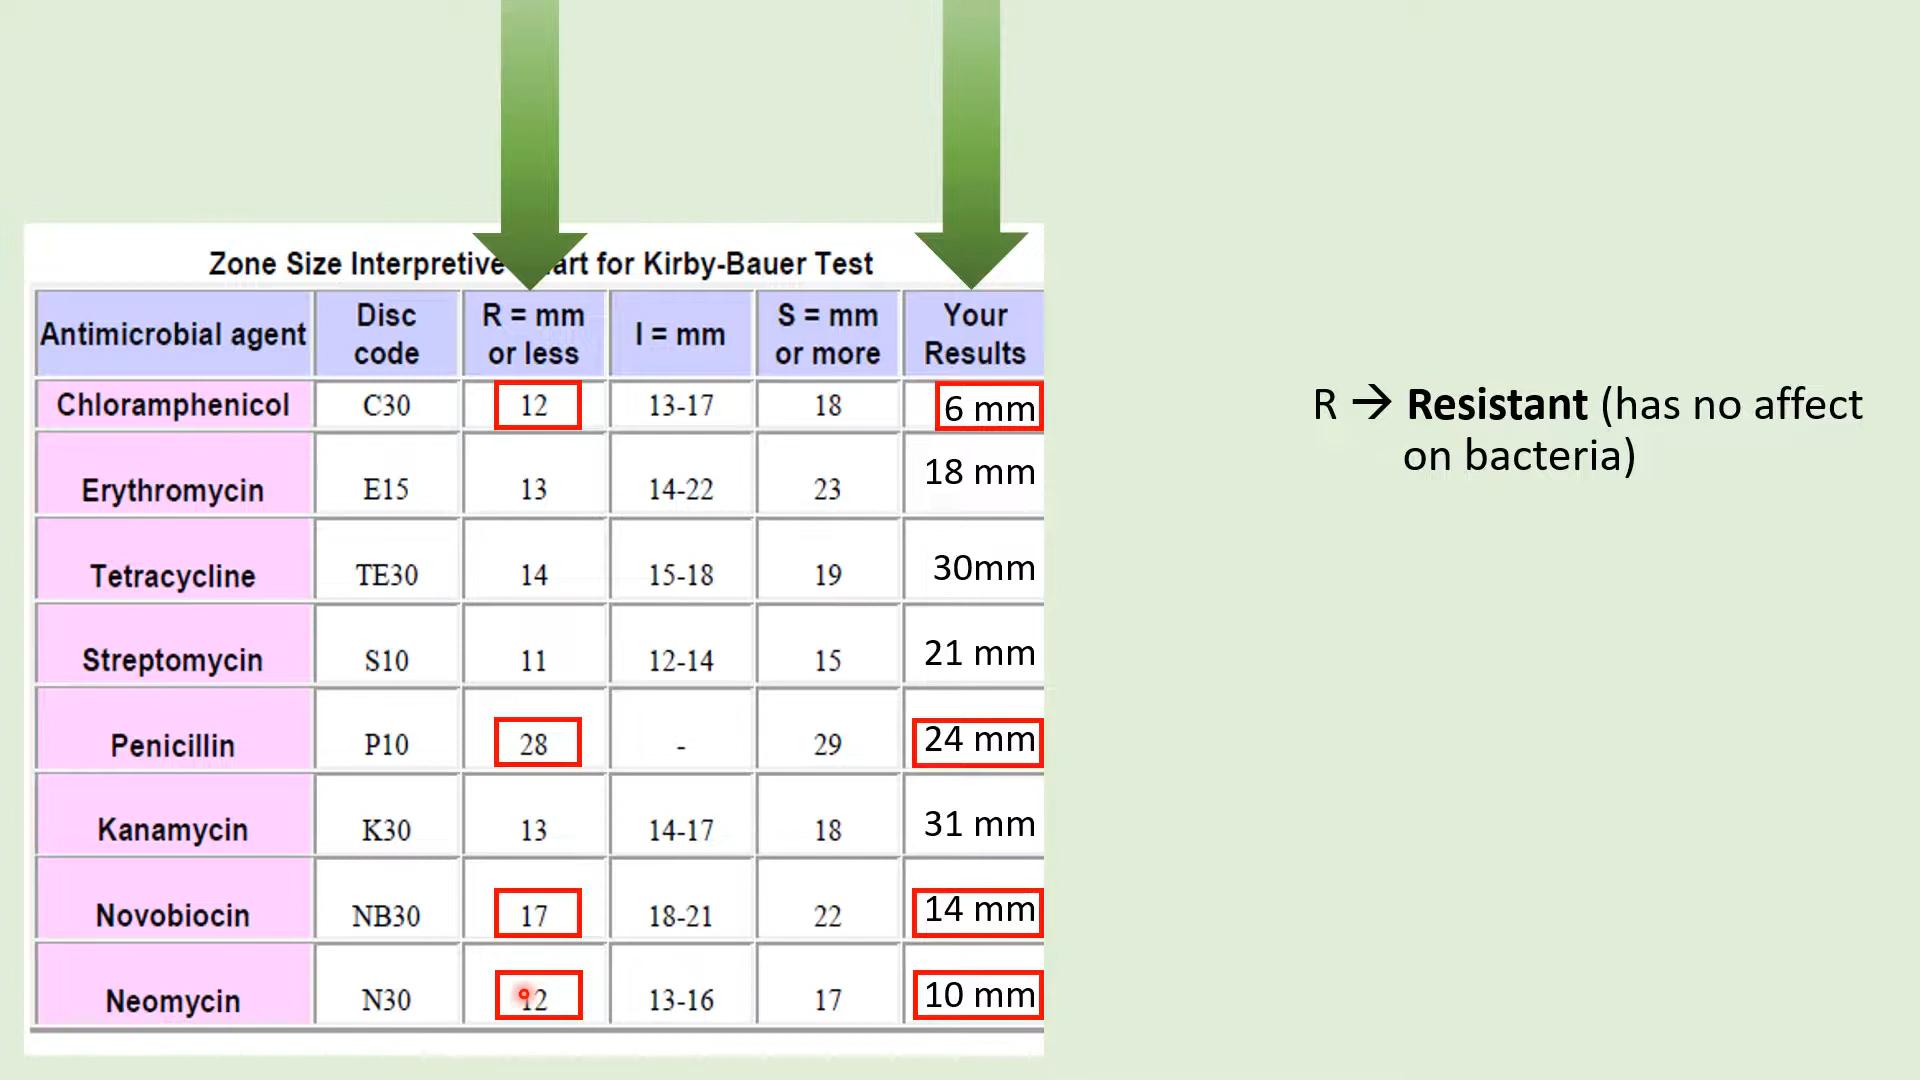 Zone Size Interpretive art for Kirby-Bauer Test
Antimicrobial agent Disc code R = mm or less I = mm S = mm or more Your Results
Chloramphenicol C30 12 13-17 18 6 mm
Erythromycin E15 13 14-22 23 18 mm
Tetracycline TE30 14 15-18 19 30mm
Streptomycin S10 11 12-14 15 21 mm
Penicillin P10 28 - 29 24 mm
Kanamycin K30 13 14-17 18 31 mm
Novobiocin NB30 17 18-21 22 14 mm
Neomycin N30 12 13-16 17 10 mm
R → Resistant (has no affect
on bacteria)